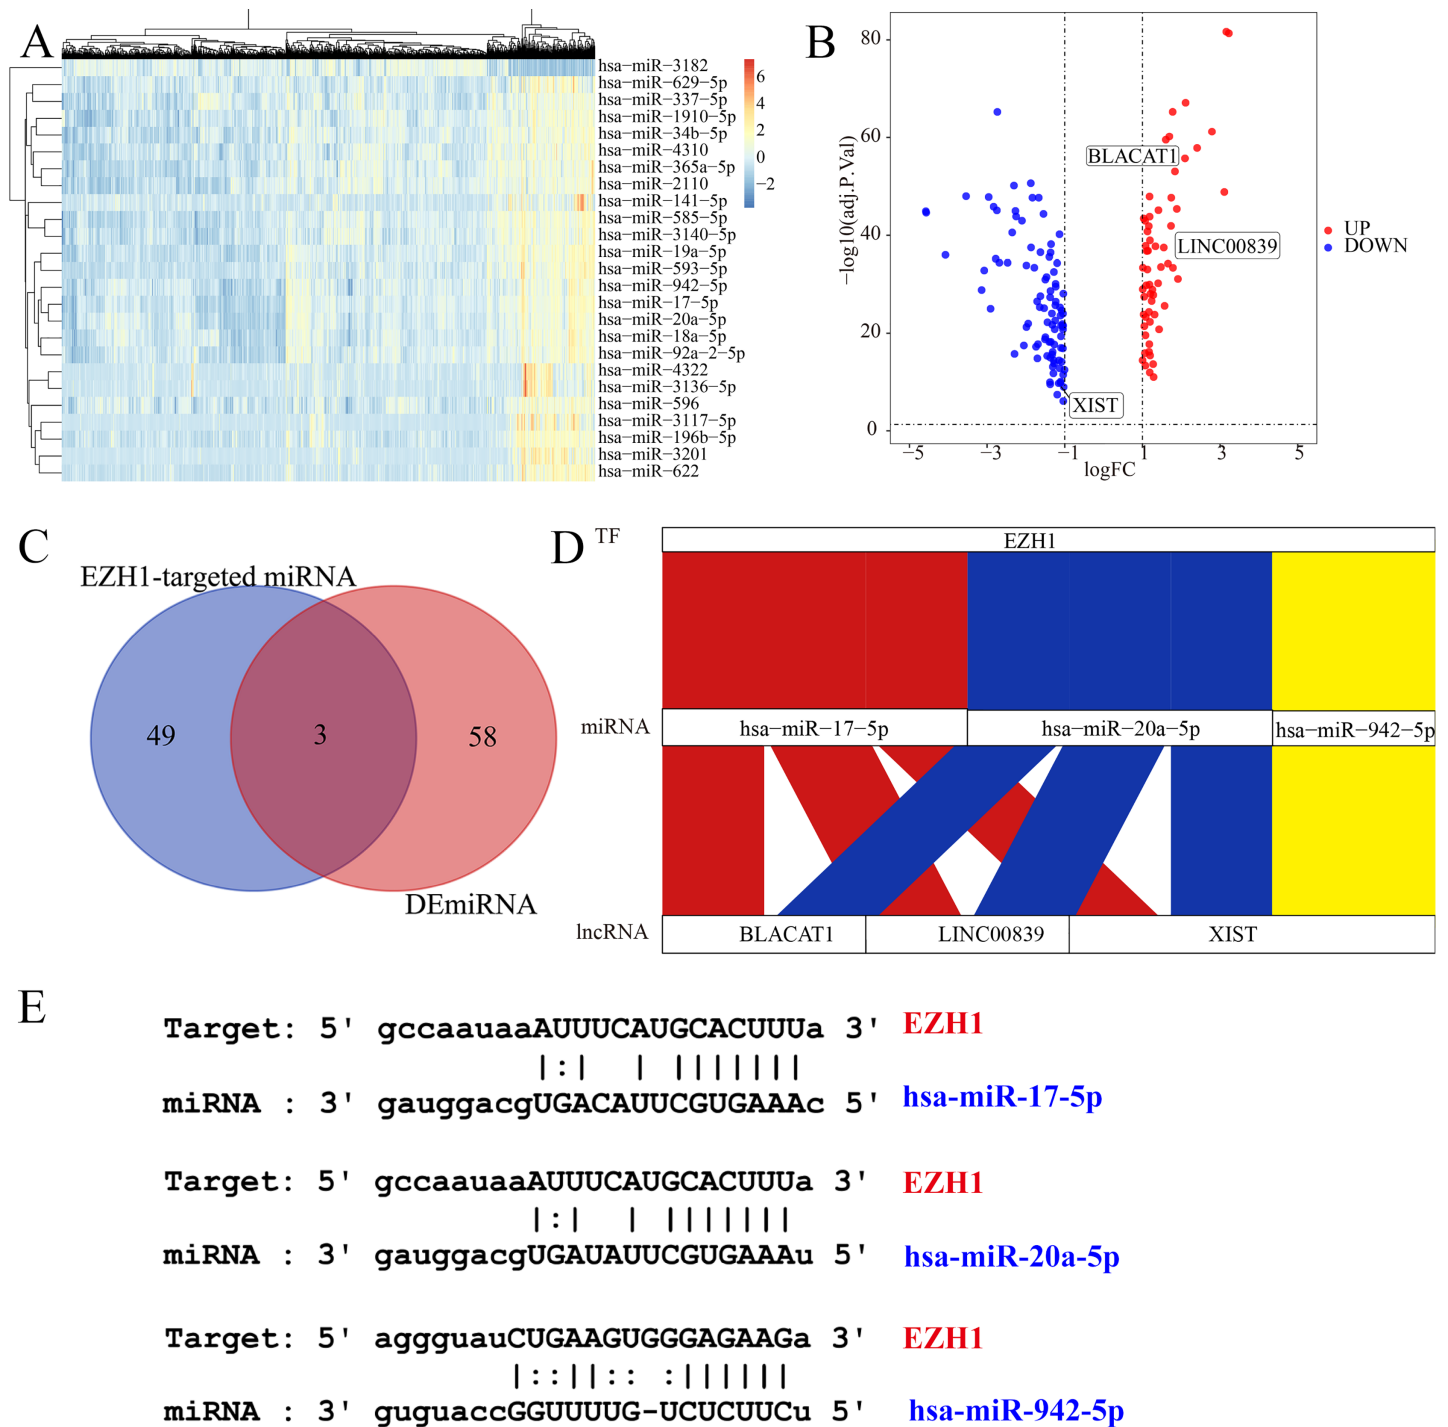 A
hsa-miR-3182
hsa-miR-629-5p
hsa-miR-337-5p
hsa-miR-1910-5p
hsa-miR-34b-5p
hsa-miR-4310
hsa-miR-365a-5p
hsa-miR-2110
hsa-miR-141-5p
hsa-miR-585-5p
hsa-miR-3140-5p
hsa-miR-19a-5p
hsa-miR-593-5p
hsa-miR-942-5p
hsa-miR-17-5p
hsa-miR-20a-5p
hsa-miR-18a-5p
hsa-miR-92a-2-5p
hsa-miR-4322
hsa-miR-3136-5p
hsa-miR-596
hsa-miR-3117-5p
hsa-miR-196b-5p
hsa-miR-3201
hsa-miR-622
6
4
2
0
−2
B
80
60
40
20
0
−log10(adj.P.Val)
BLACAT1
LINC00839
XIST
−5 −3 −1 1 3 5
logFC
UP
DOWN
C
EZH1-targeted miRNA
49 3 58
DEmiRNA
D
TF
EZH1
miRNA
hsa−miR−17−5p hsa−miR−20a−5p hsa−miR−942−5p
lncRNA
BLACAT1 LINC00839 XIST
E
Target: 5' gccaauaaAUUUCAUGCACUUUa 3' EZH1
|:| | |||||||
miRNA : 3' gauggacgUGACAUUCGUGAAAc 5' hsa-miR-17-5p
Target: 5' gccaauaaAUUUCAUGCACUUUa 3' EZH1
|:| | |||||||
miRNA : 3' gauggacgUGAUAUUCGUGAAAu 5' hsa-miR-20a-5p
Target: 5' aggguauCUGAAGUGGGAGAAGa 3' EZH1
|::||:: :||||||
miRNA : 3' guguaccGGUUUUG-UCUCUUCu 5' hsa-miR-942-5p